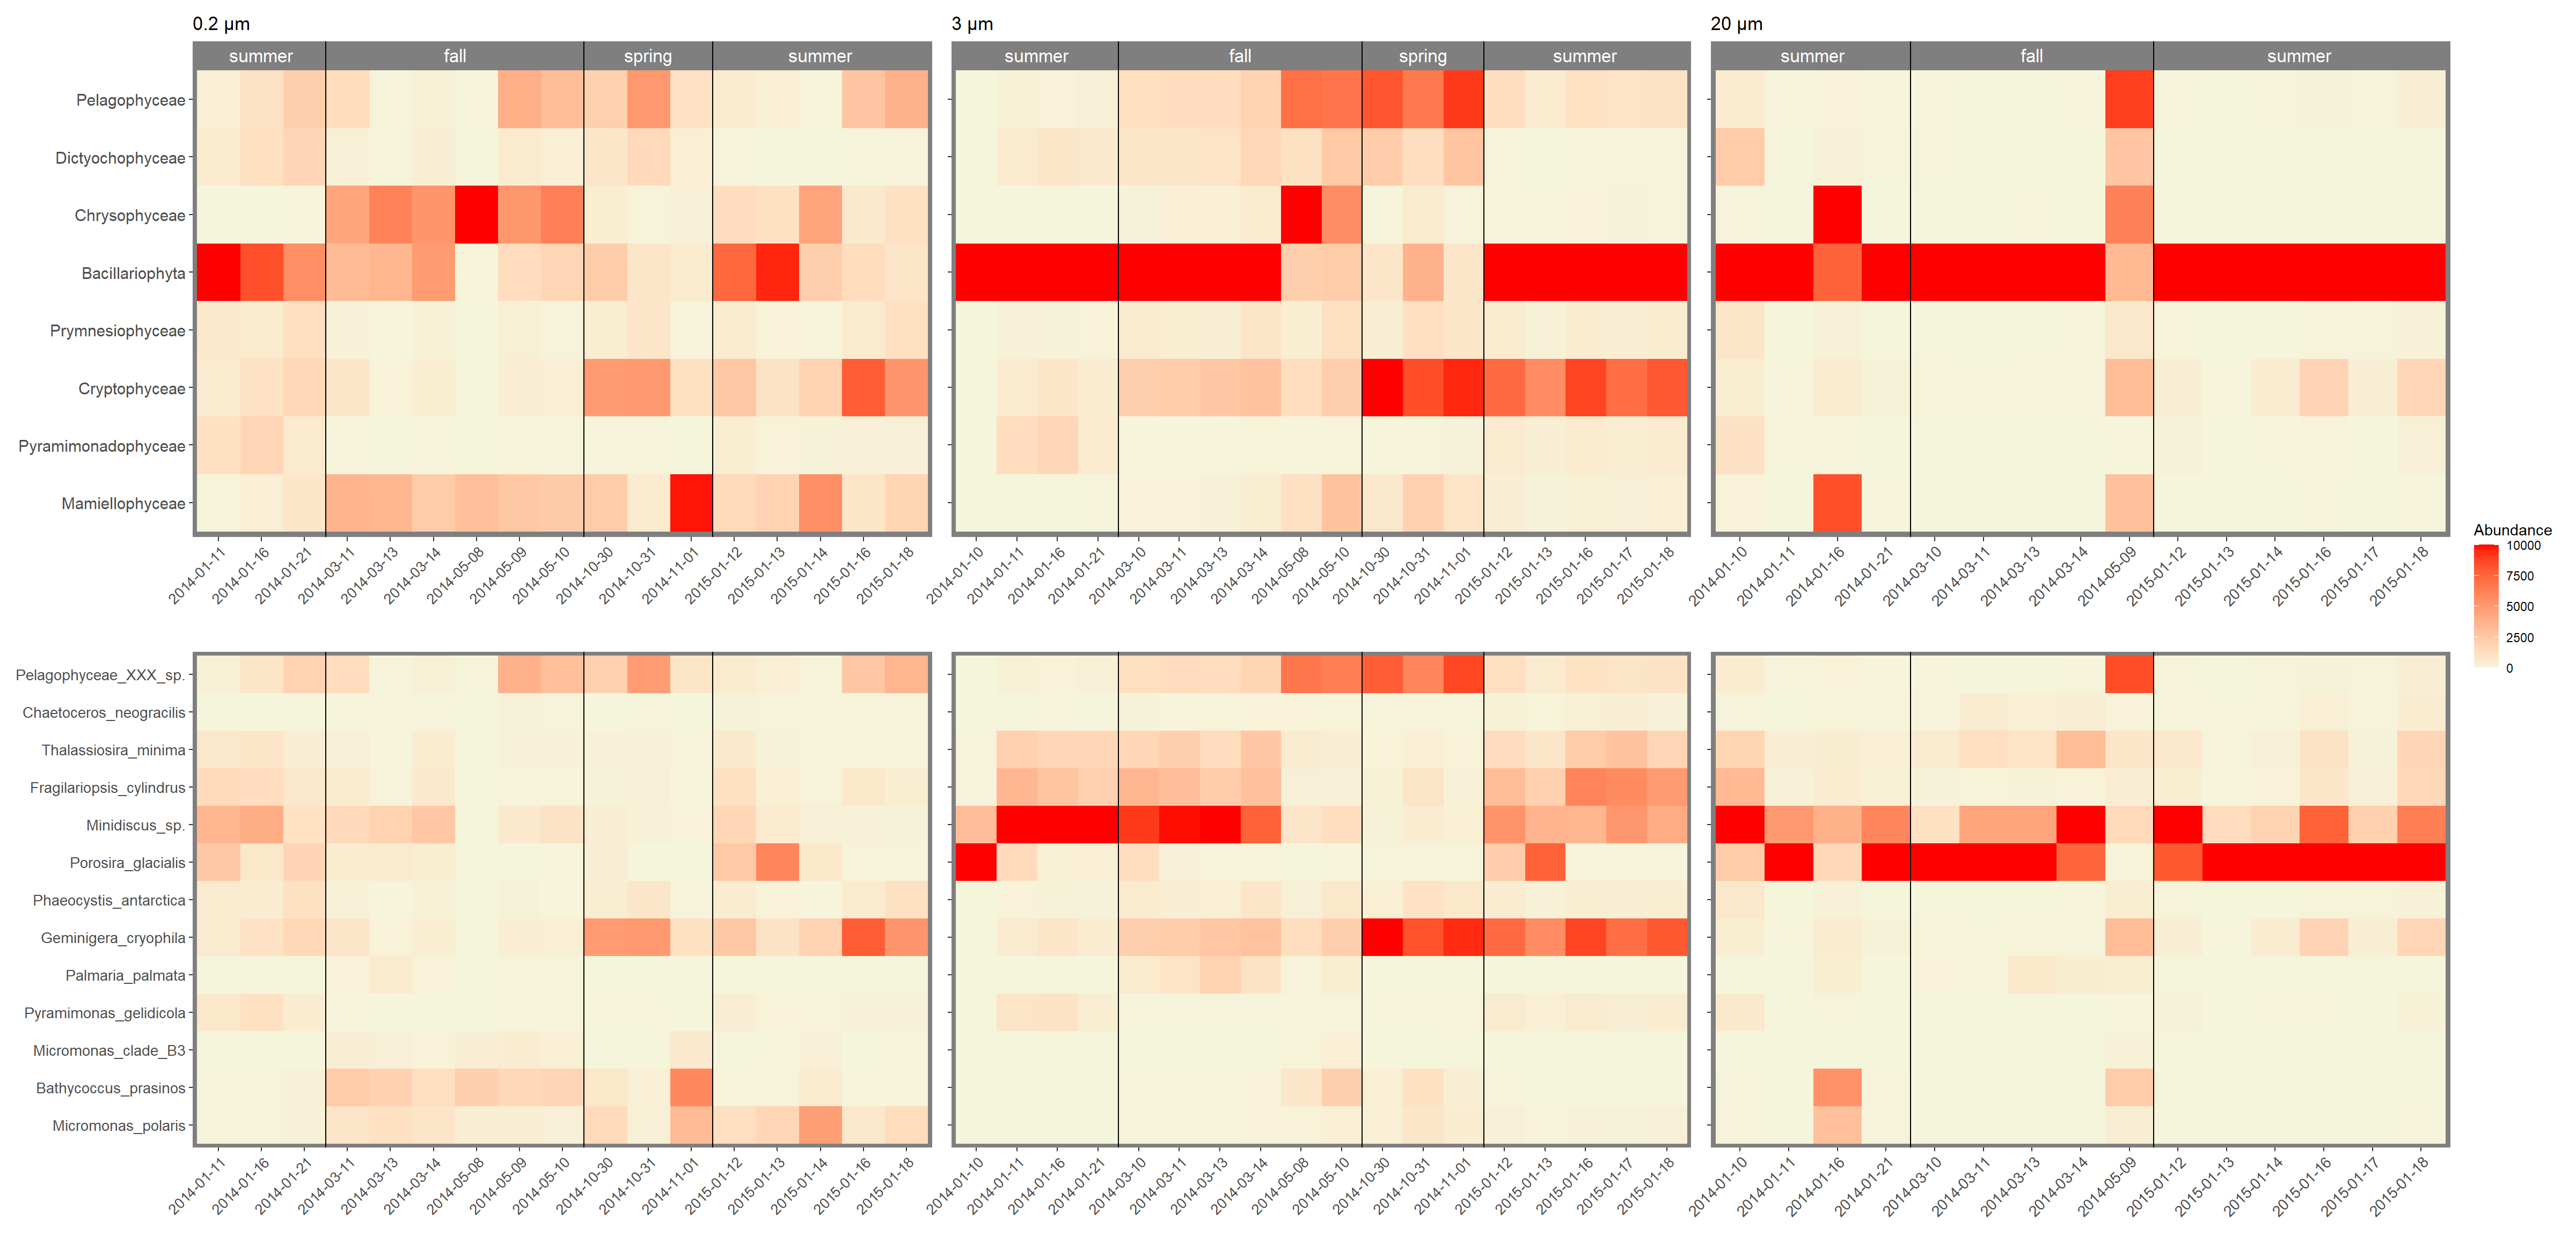 0.2 µm 3 µm 20 µm
summer fall spring summer summer fall spring summer summer fall summer
Pelagophyceae
Dictyochophyceae
Chrysophyceae
Bacillariophyta
Prymnesiophyceae
Cryptophyceae
Pyramimonadophyceae
Mamiellophyceae
2014-01-11 2014-01-16 2014-01-21 2014-03-11 2014-03-13 2014-03-14 2014-05-08 2014-05-09 2014-05-10 2014-10-30 2014-10-31 2014-11-01 2015-01-12 2015-01-13 2015-01-14 2015-01-16 2015-01-18
2014-01-10 2014-01-11 2014-01-16 2014-01-21 2014-03-10 2014-03-11 2014-03-13 2014-03-14 2014-05-08 2014-05-10 2014-10-30 2014-10-31 2014-11-01 2015-01-12 2015-01-13 2015-01-16 2015-01-17 2015-01-18
2014-01-10 2014-01-11 2014-01-16 2014-01-21 2014-03-10 2014-03-11 2014-03-13 2014-03-14 2014-05-09 2015-01-12 2015-01-13 2015-01-14 2015-01-16 2015-01-17 2015-01-18
Abundance
10000
7500
5000
2500
0
Pelagophyceae_XXX_sp.
Chaetoceros_neogracilis
Thalassiosira_minima
Fragilariopsis_cylindrus
Minidiscus_sp.
Porosira_glacialis
Phaeocystis_antarctica
Geminigera_cryophila
Palmaria_palmata
Pyramimonas_gelidicola
Micromonas_clade_B3
Bathycoccus_prasinos
Micromonas_polaris
2014-01-11 2014-01-16 2014-01-21 2014-03-11 2014-03-13 2014-03-14 2014-05-08 2014-05-09 2014-05-10 2014-10-30 2014-10-31 2014-11-01 2015-01-12 2015-01-13 2015-01-14 2015-01-16 2015-01-18
2014-01-10 2014-01-11 2014-01-16 2014-01-21 2014-03-10 2014-03-11 2014-03-13 2014-03-14 2014-05-08 2014-05-10 2014-10-30 2014-10-31 2014-11-01 2015-01-12 2015-01-13 2015-01-16 2015-01-17 2015-01-18
2014-01-10 2014-01-11 2014-01-16 2014-01-21 2014-03-10 2014-03-11 2014-03-13 2014-03-14 2014-05-09 2015-01-12 2015-01-13 2015-01-14 2015-01-16 2015-01-17 2015-01-18